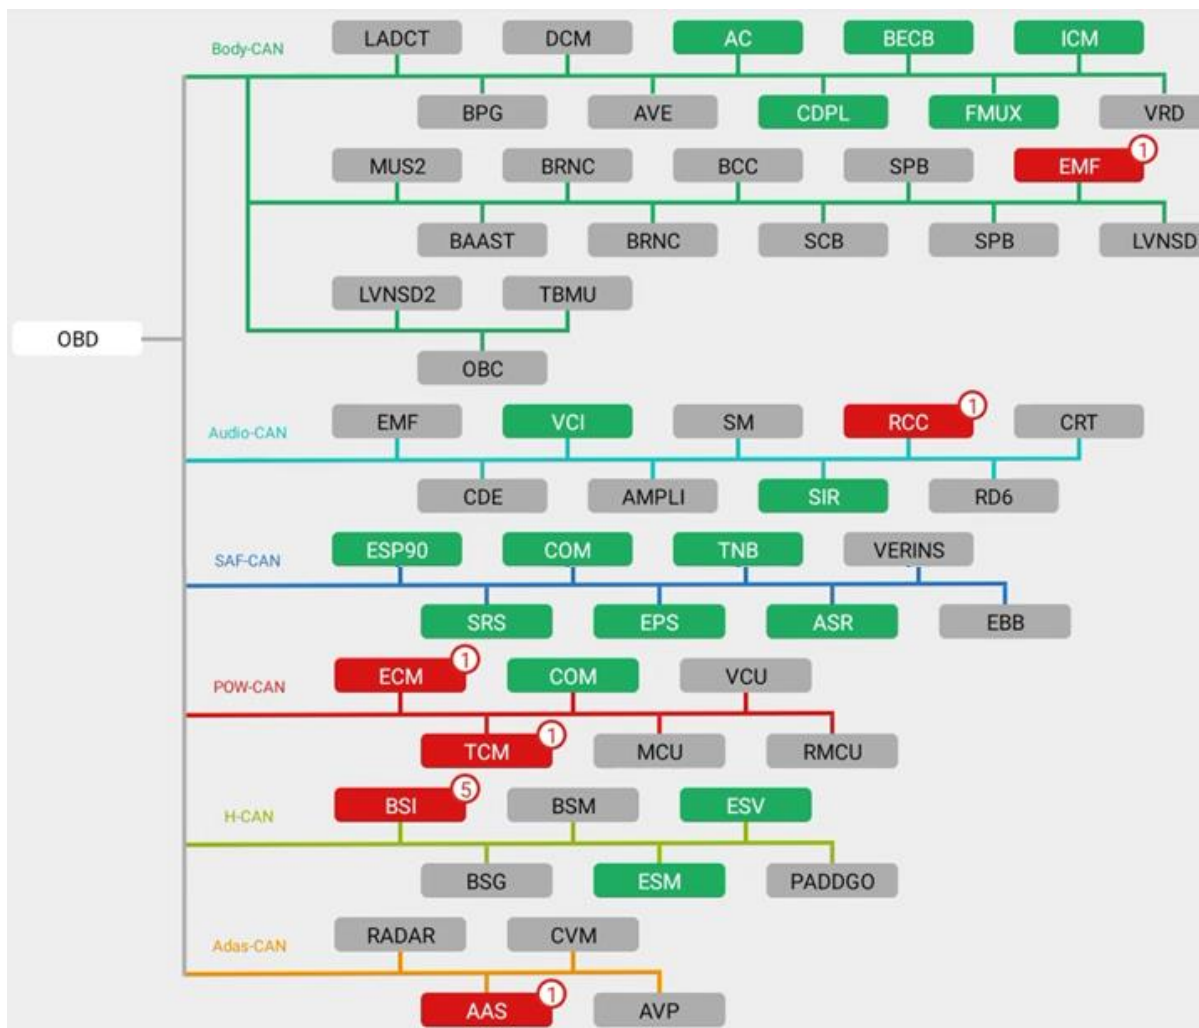 Body-CAN
LADCT DCM AC BECB ICM
BPG AVE CDPL FMUX VRD
MUS2 BRNC BCC SPB EMF 1
BAAST BRNC SCB SPB LVNSD
LVNSD2 TBMU
OBD
OBC
Audio-CAN
EMF VCI SM RCC 1 CRT
CDE AMPLI SIR RD6
SAF-CAN
ESP90 COM TNB VERINS
SRS EPS ASR EBB
POW-CAN
ECM 1 COM VCU
TCM 1 MCU RMCU
H-CAN
BSI 5 BSM ESV
BSG ESM PADDGO
Adas-CAN
RADAR CVM
AAS 1 AVP